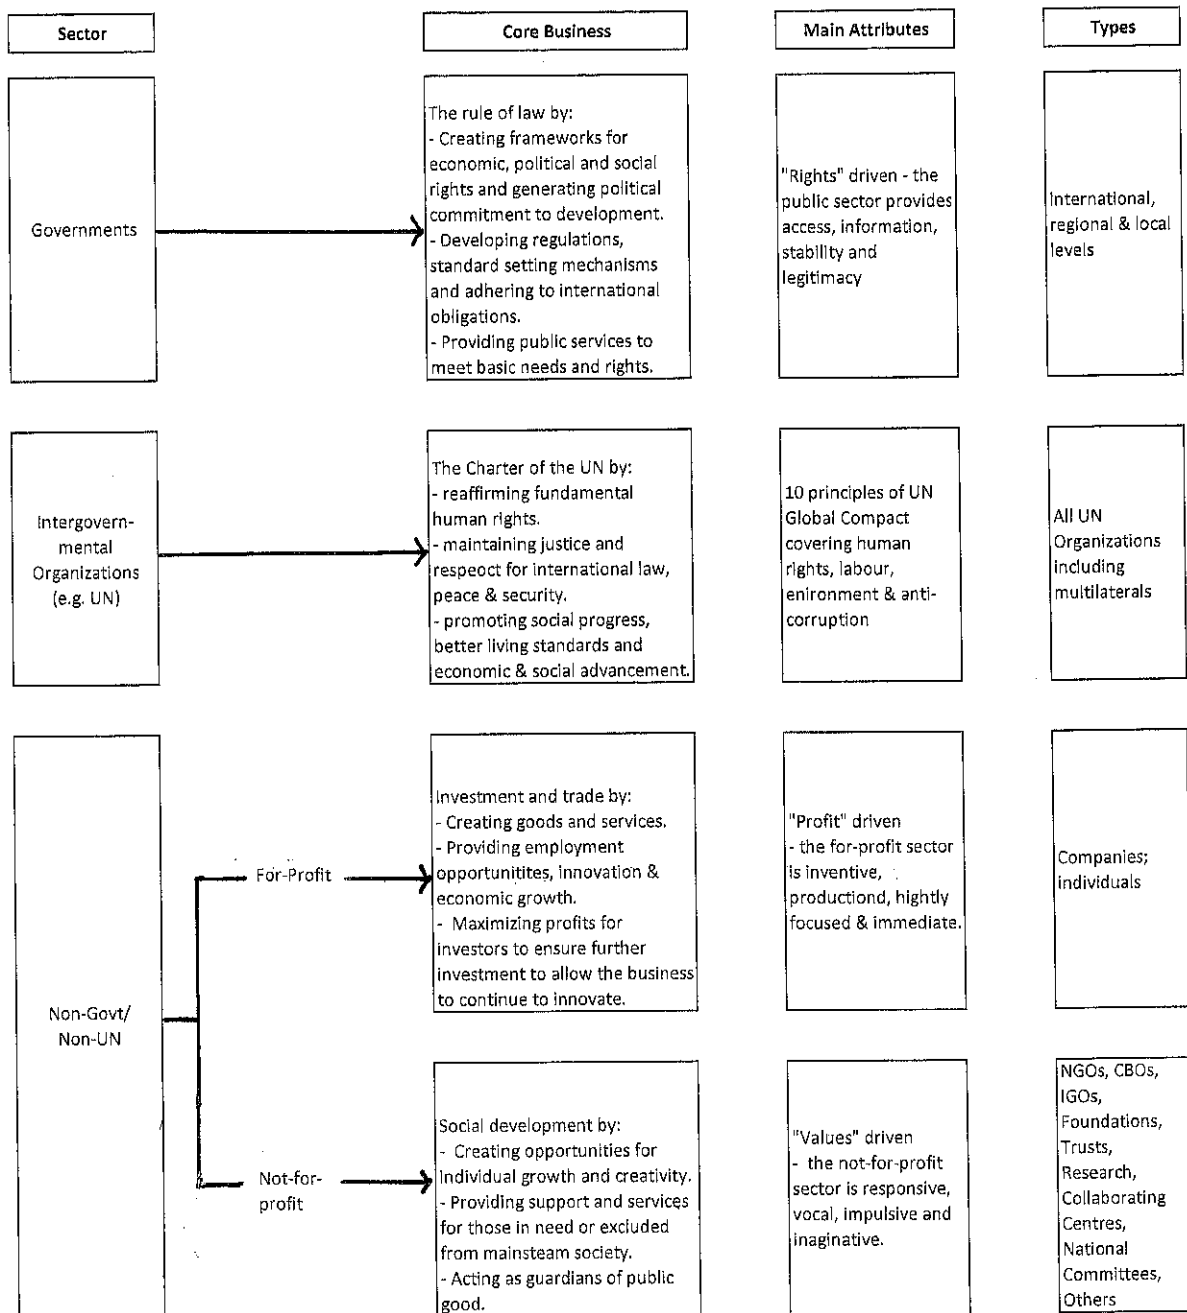 Sector
Core Business
Main Attributes
Types
Governments
The rule of law by:
- Creating frameworks for
economic, political and social
rights and generating political
commitment to development.
- Developing regulations,
standard setting mechanisms
and adhering to international
obligations.
- Providing public services to
meet basic needs and rights.
"Rights" driven - the
public sector provides
access, information,
stability and
legitimacy
International,
regional & local
levels
Intergovern-
mental
Organizations
(e.g. UN)
The Charter of the UN by:
- reaffirming fundamental
human rights.
- maintaining justice and
respeoct for international law,
peace & security.
- promoting social progress,
better living standards and
economic & social advancement.
10 principles of UN
Global Compact
covering human
rights, labour,
enironment & anti-
corruption
All UN
Organizations
including
multilaterals
Non-Govt/
Non-UN
For-Profit
Investment and trade by:
- Creating goods and services.
- Providing employment
opportunitites, innovation &
economic growth.
- Maximizing profits for
investors to ensure further
investment to allow the business
to continue to innovate.
"Profit" driven
- the for-profit sector
is inventive,
productiond, hightly
focused & immediate.
Companies;
individuals
Not-for-
profit
Social development by:
- Creating opportunities for
individual growth and creativity.
- Providing support and services
for those in need or excluded
from mainsteam society.
- Acting as guardians of public
good.
"Values" driven
- the not-for-profit
sector is responsive,
vocal, impulsive and
inaginative.
NGOs, CBOs,
IGOs,
Foundations,
Trusts,
Research,
Collaborating
Centres,
National
Committees,
Others